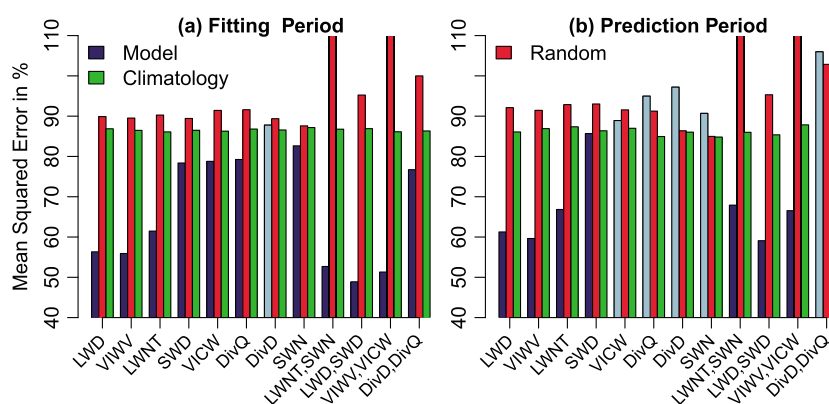 (a) Fitting Period
(b) Prediction Period
Mean Squared Error in %
110
90
80
70
60
50
40
Model
Climatology
LWD
VIWV
LWNT
SWD
VICW
DivQ
DivD
SWN
LWNT,SWN
LWD,SWD
VIWV,VICW
DivD,DivQ
110
90
80
70
60
50
40
Random
LWD
VIWV
LWNT
SWD
VICW
DivQ
DivD
SWN
LWNT,SWN
LWD,SWD
VIWV,VICW
DivD,DivQ